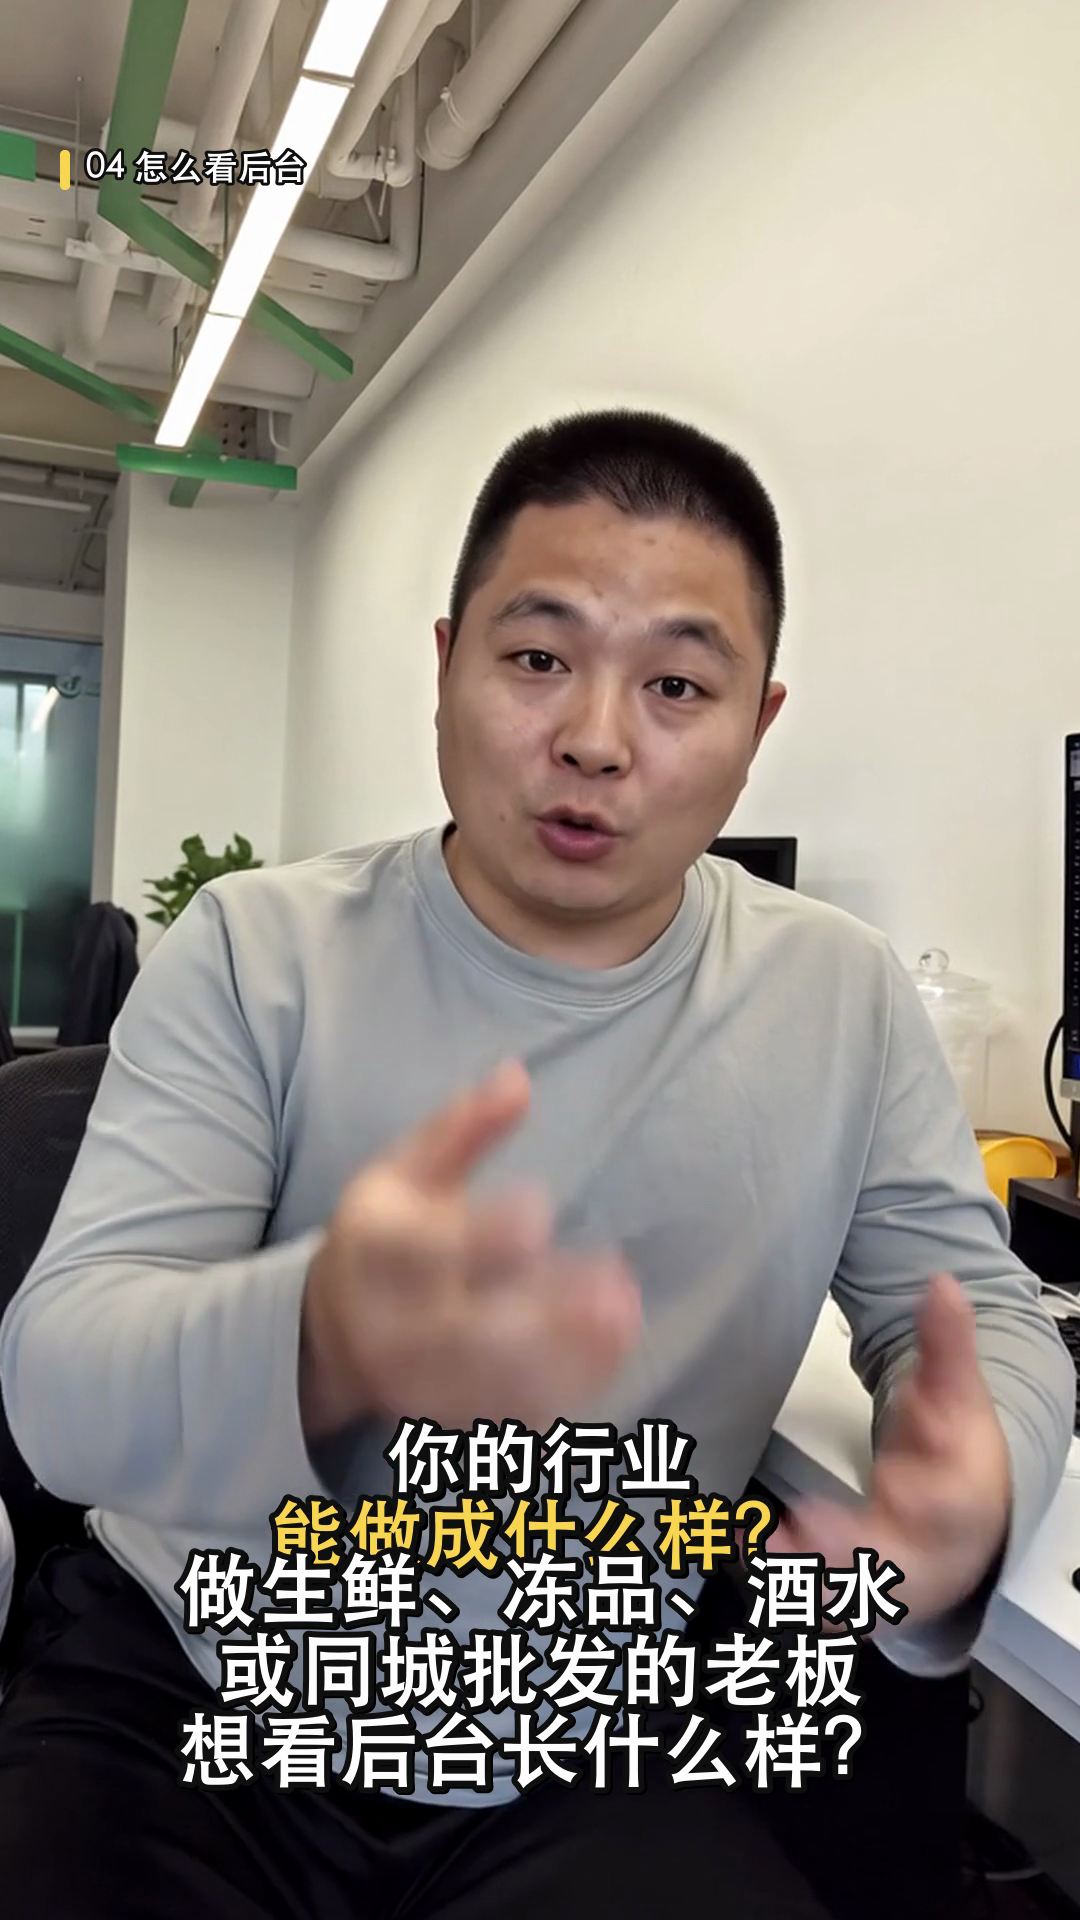 04 怎么看后台
你的行业
能做成什么样?
做生鲜、冻品、酒水
或同城批发的老板
想看后台长什么样?